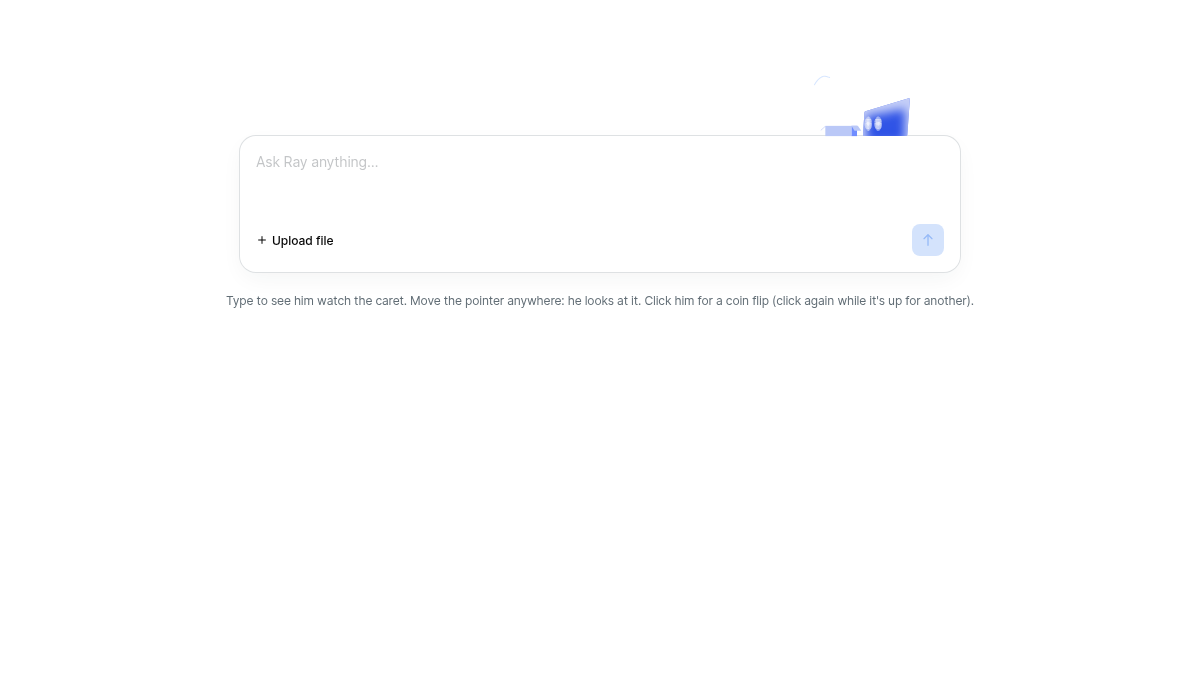 Ask Ray anything...
Upload file
Type to see him watch the caret. Move the pointer anywhere: he looks at it. Click him for a coin flip (click again while it's up for another).